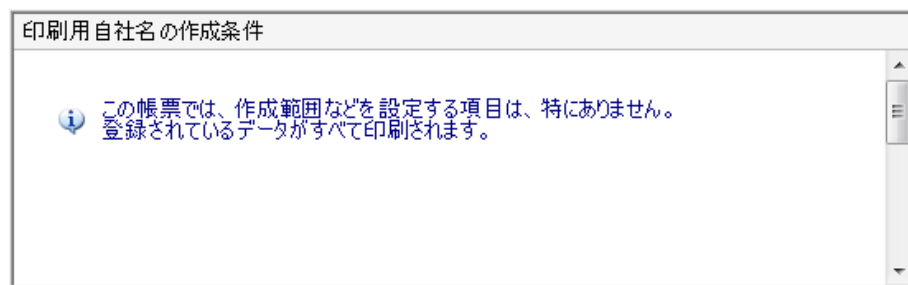 印刷用自社名の作成条件
この帳票では、作成範囲などを設定する項目は、特にありません。
登録されているデータがすべて印刷されます。